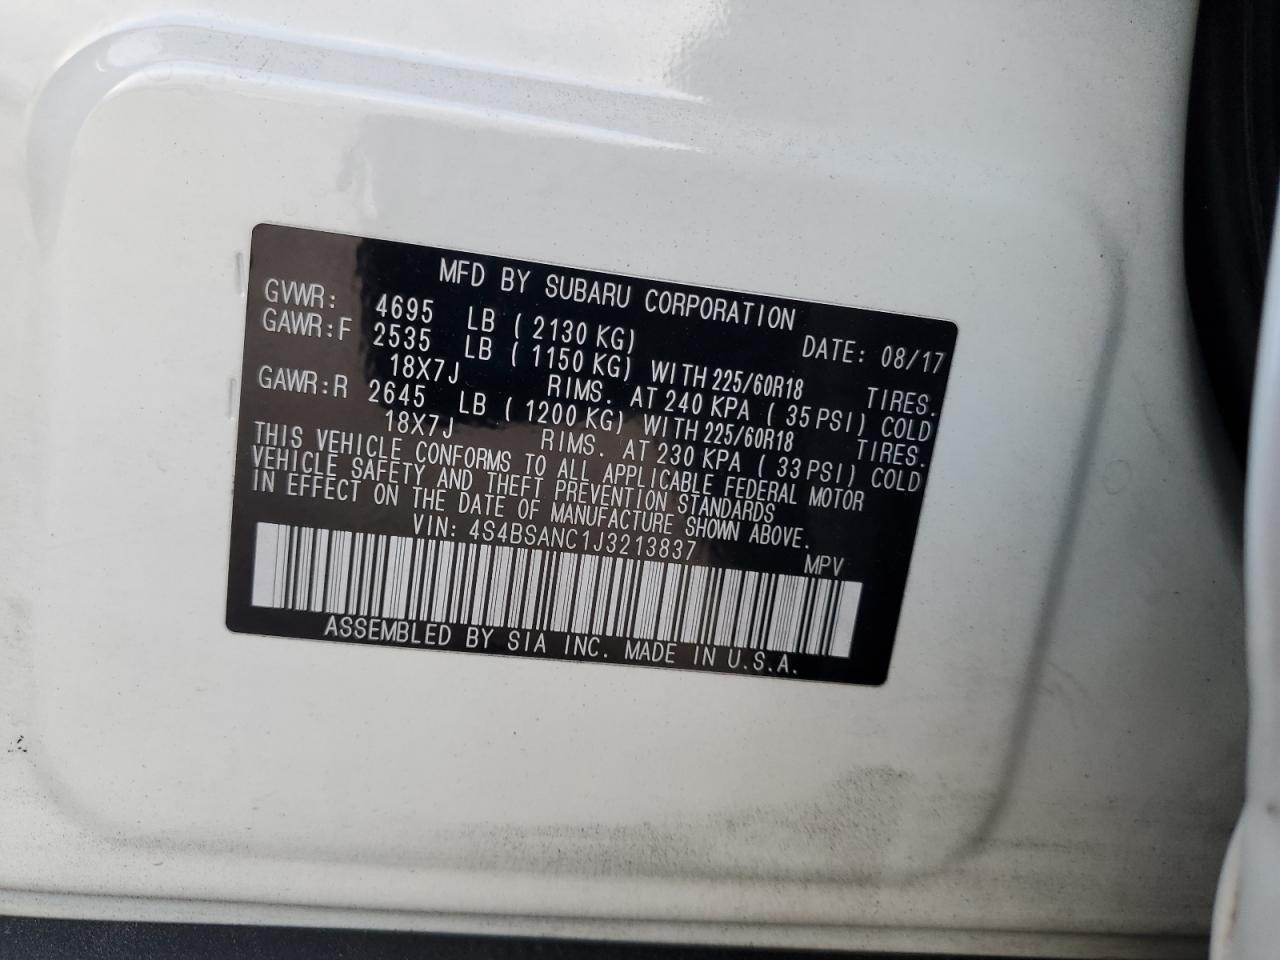 MFD BY SUBARU CORPORATION
GVWR: 4695 LB ( 2130 KG) DATE: 08/17
GAWR:F 2535 LB ( 1150 KG) WITH 225/60R18 TIRES.
18X7J RIMS. AT 240 KPA ( 35 PSI) COLD
GAWR:R 2645 LB ( 1200 KG) WITH 225/60R18 TIRES.
18X7J RIMS. AT 230 KPA ( 33 PSI) COLD
THIS VEHICLE CONFORMS TO ALL APPLICABLE FEDERAL MOTOR
VEHICLE SAFETY AND THEFT PREVENTION STANDARDS
IN EFFECT ON THE DATE OF MANUFACTURE SHOWN ABOVE.
VIN: 4S4BSANC1J3213837 MPV
ASSEMBLED BY SIA INC. MADE IN U.S.A.